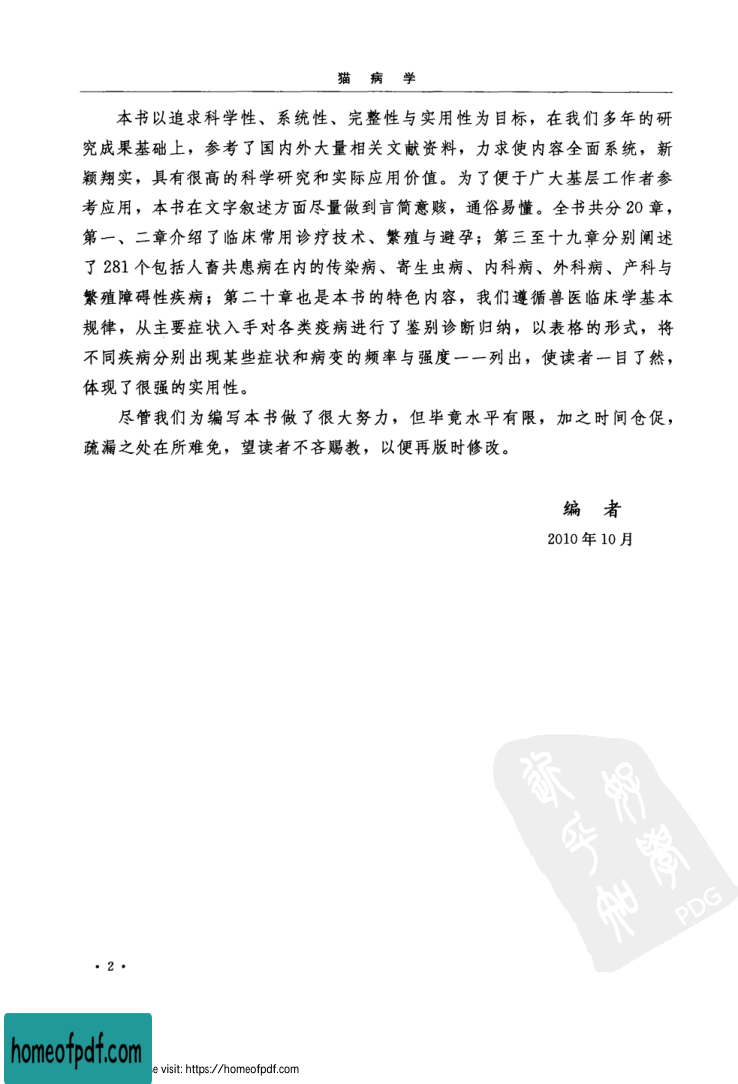 猫 病 学
本书以追求科学性、系统性、完整性与实用性为目标，在我们多年的研
究成果基础上，参考了国内外大量相关文献资料，力求使内容全面系统，新
颖翔实，具有很高的科学研究和实际应用价值。为了便于广大基层工作者参
考应用，本书在文字叙述方面尽量做到言简意赅，通俗易懂。全书共分20章，
第一、二章介绍了临床常用诊疗技术、繁殖与避孕；第三至十九章分别阐述
了281个包括人畜共患病在内的传染病、寄生虫病、内科病、外科病、产科与
繁殖障碍性疾病；第二十章也是本书的特色内容，我们遵循兽医临床学基本
规律，从主要症状入手对各类疫病进行了鉴别诊断归纳，以表格的形式，将
不同疾病分别出现某些症状和病变的频率与强度一一列出，使读者一目了然，
体现了很强的实用性。
尽管我们为编写本书做了很大努力，但毕竟水平有限，加之时间仓促，
疏漏之处在所难免，望读者不吝赐教，以便再版时修改。
编 者
2010年10月
好學
PDG
· 2 ·
homeofpdf.com
e visit: https://homeofpdf.com